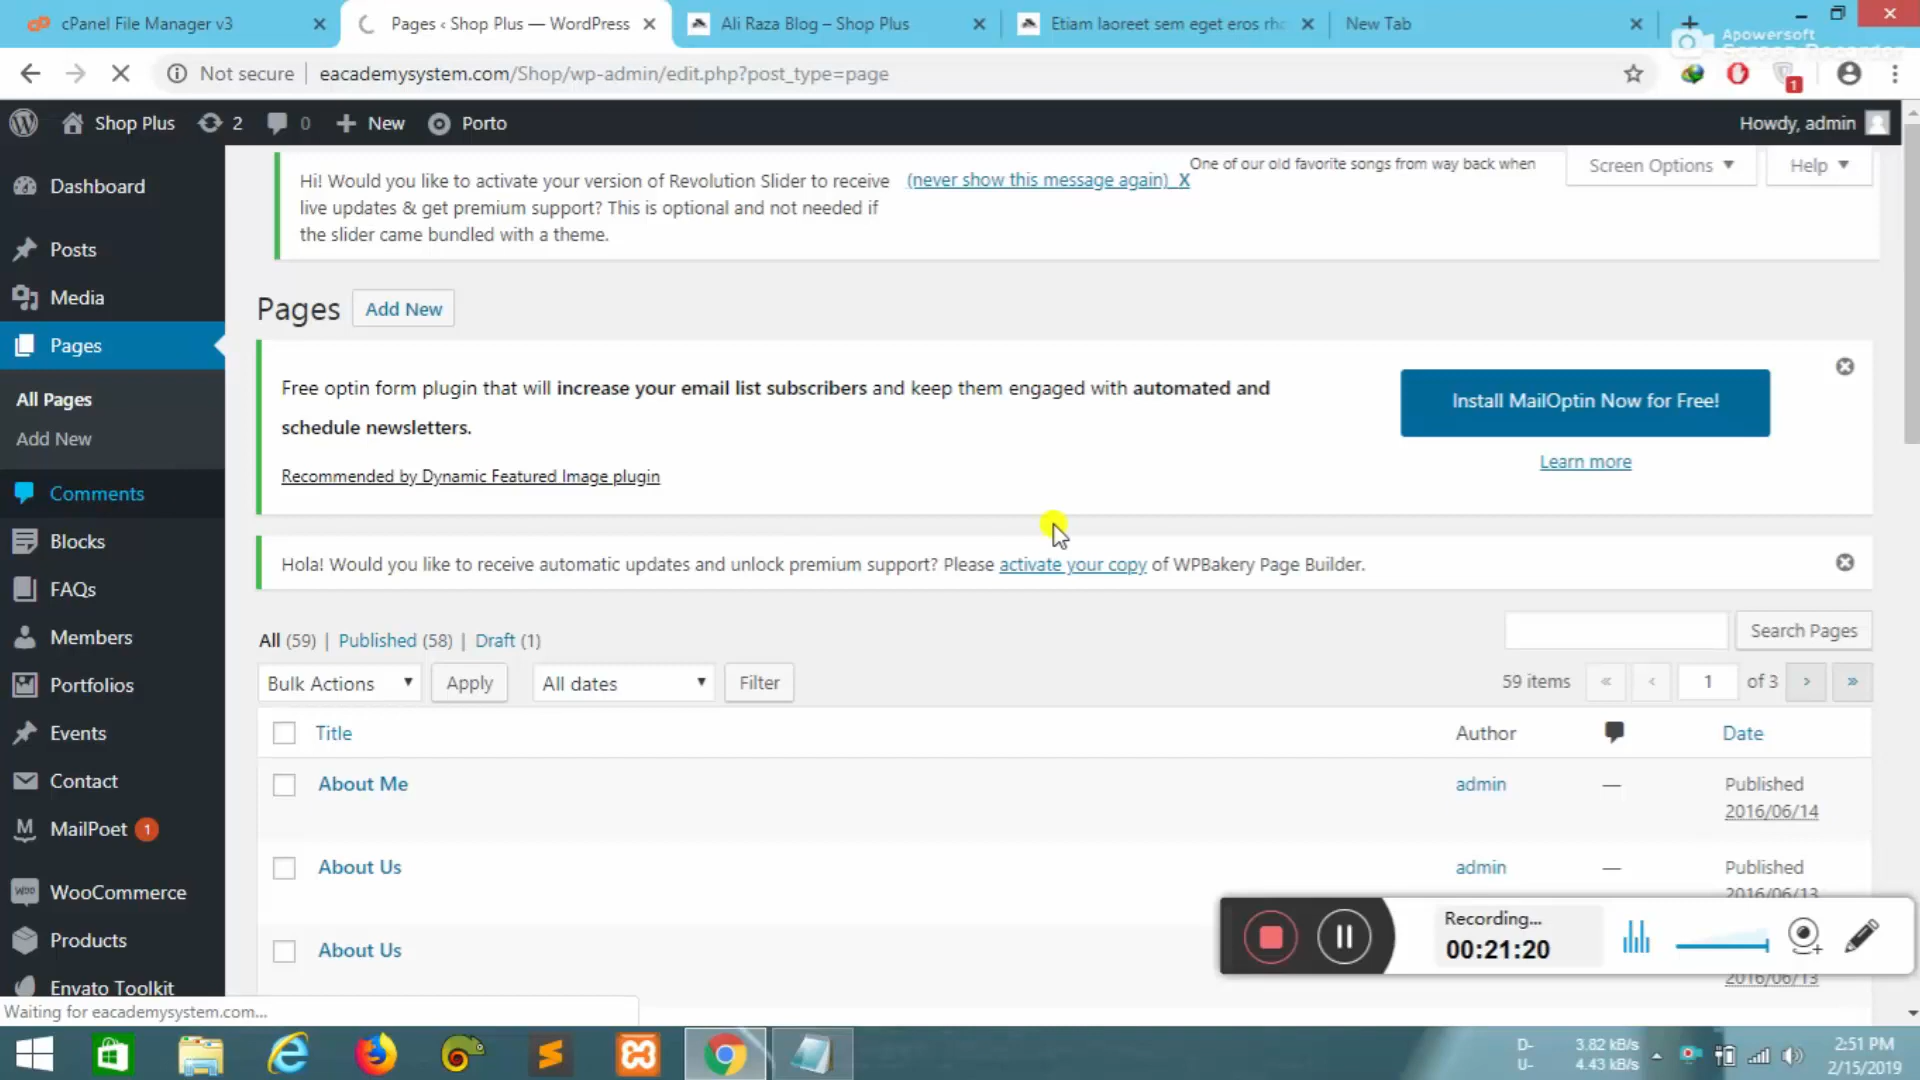 cPanel File Manager v3
Pages ‹ Shop Plus — WordPress
Ali Raza Blog – Shop Plus
Etiam laoreet sem eget eros rho
New Tab
Apowersoft
Screen Recorder
Not secure
eacademysystem.com/Shop/wp-admin/edit.php?post_type=page
1
Shop Plus
2
0
New
Porto
Howdy, admin
Dashboard
Posts
Media
Pages
All Pages
Add New
Comments
Blocks
FAQs
Members
Portfolios
Events
Contact
MailPoet 1
WooCommerce
Products
Envato Toolkit
Hi! Would you like to activate your version of Revolution Slider to receive
live updates & get premium support? This is optional and not needed if
the slider came bundled with a theme.
(never show this message again) X
One of our old favorite songs from way back when
Screen Options
Help
Pages
Add New
Free optin form plugin that will increase your email list subscribers and keep them engaged with automated and
schedule newsletters.
Recommended by Dynamic Featured Image plugin
Install MailOptin Now for Free!
Learn more
Hola! Would you like to receive automatic updates and unlock premium support? Please activate your copy of WPBakery Page Builder.
All (59) | Published (58) | Draft (1)
Search Pages
Bulk Actions
Apply
All dates
Filter
59 items « ‹ 1 of 3 › »
Title
Author
Date
About Me
admin
—
Published
2016/06/14
About Us
admin
—
Published
2016/06/13
About Us
2016/06/13
Recording...
00:21:20
Waiting for eacademysystem.com...
D- 3.82 kB/s
U- 4.43 kB/s
2:51 PM
2/15/2019